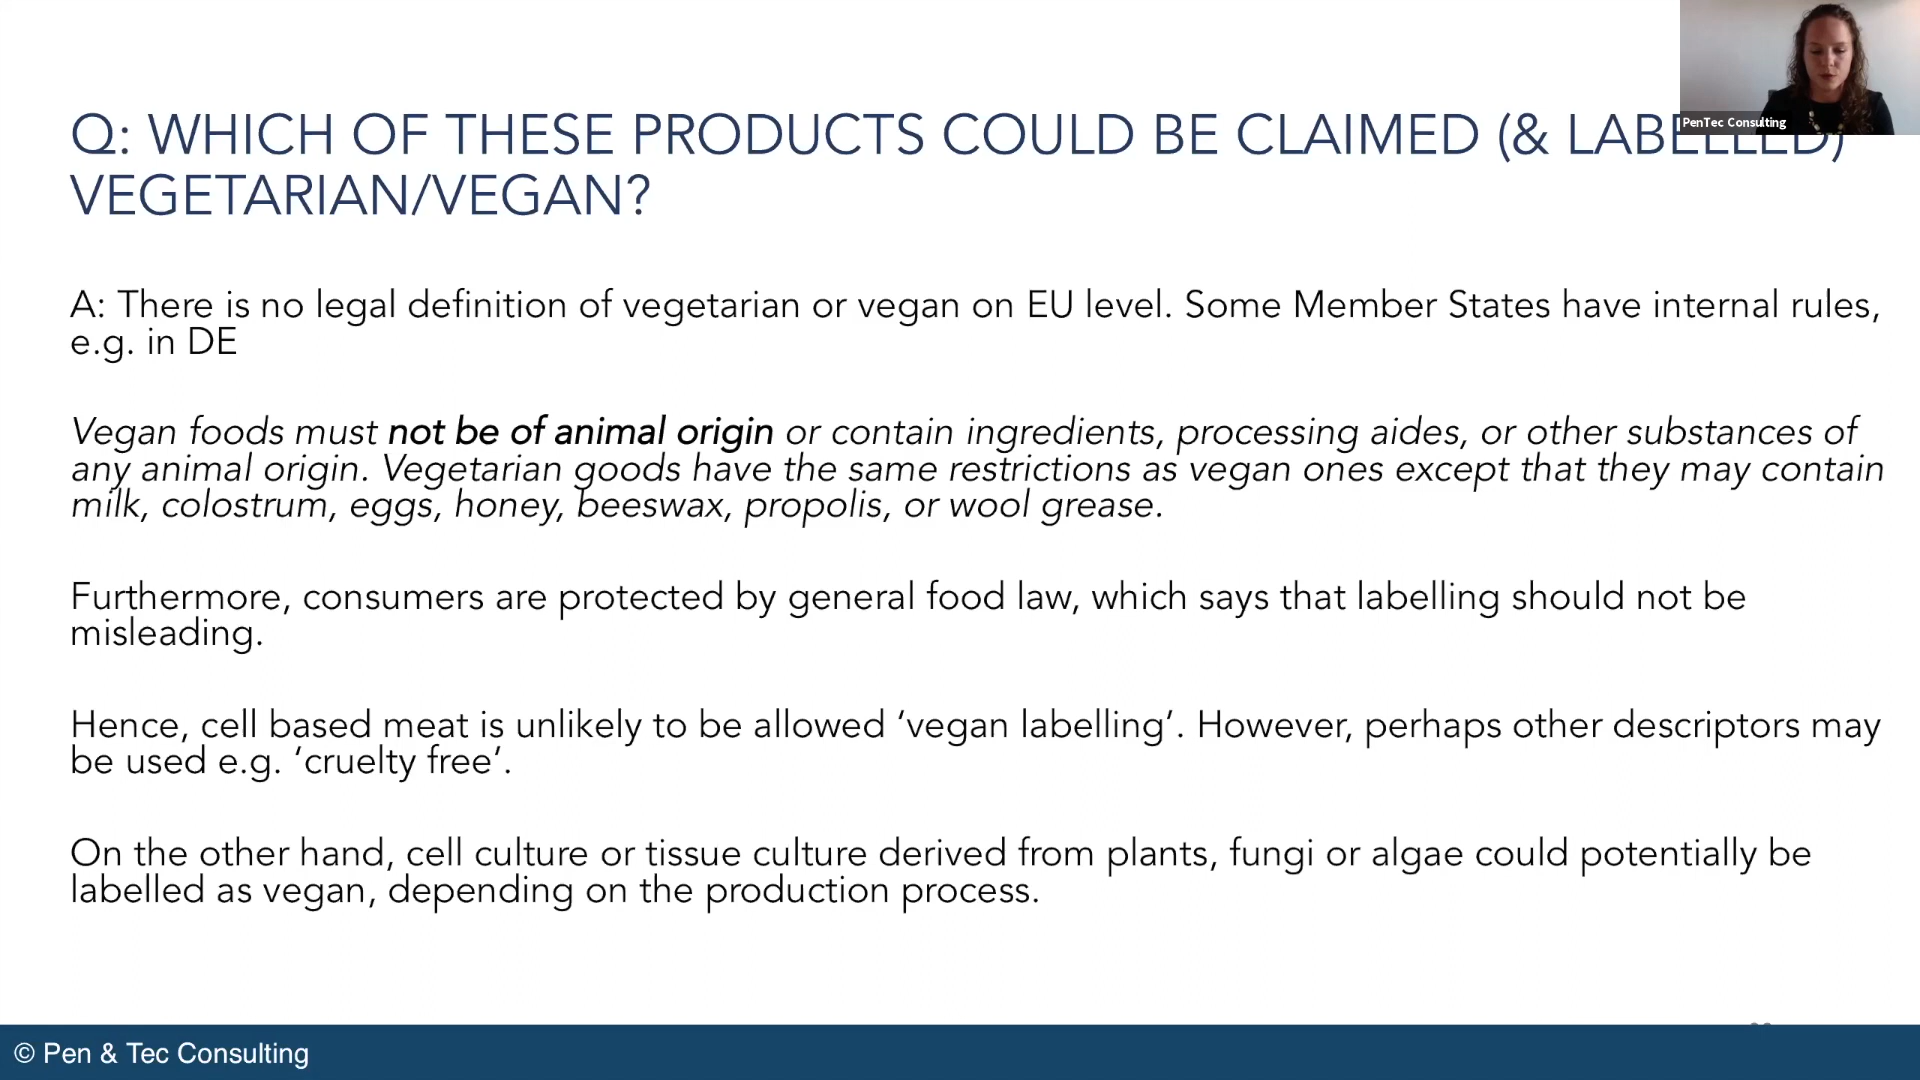 Q: WHICH OF THESE PRODUCTS COULD BE CLAIMED (& LABELLED)
VEGETARIAN/VEGAN?
PenTec Consulting
A: There is no legal definition of vegetarian or vegan on EU level. Some Member States have internal rules,
e.g. in DE
Vegan foods must not be of animal origin or contain ingredients, processing aides, or other substances of
any animal origin. Vegetarian goods have the same restrictions as vegan ones except that they may contain
milk, colostrum, eggs, honey, beeswax, propolis, or wool grease.
Furthermore, consumers are protected by general food law, which says that labelling should not be
misleading.
Hence, cell based meat is unlikely to be allowed ‘vegan labelling’. However, perhaps other descriptors may
be used e.g. ‘cruelty free’.
On the other hand, cell culture or tissue culture derived from plants, fungi or algae could potentially be
labelled as vegan, depending on the production process.
© Pen & Tec Consulting